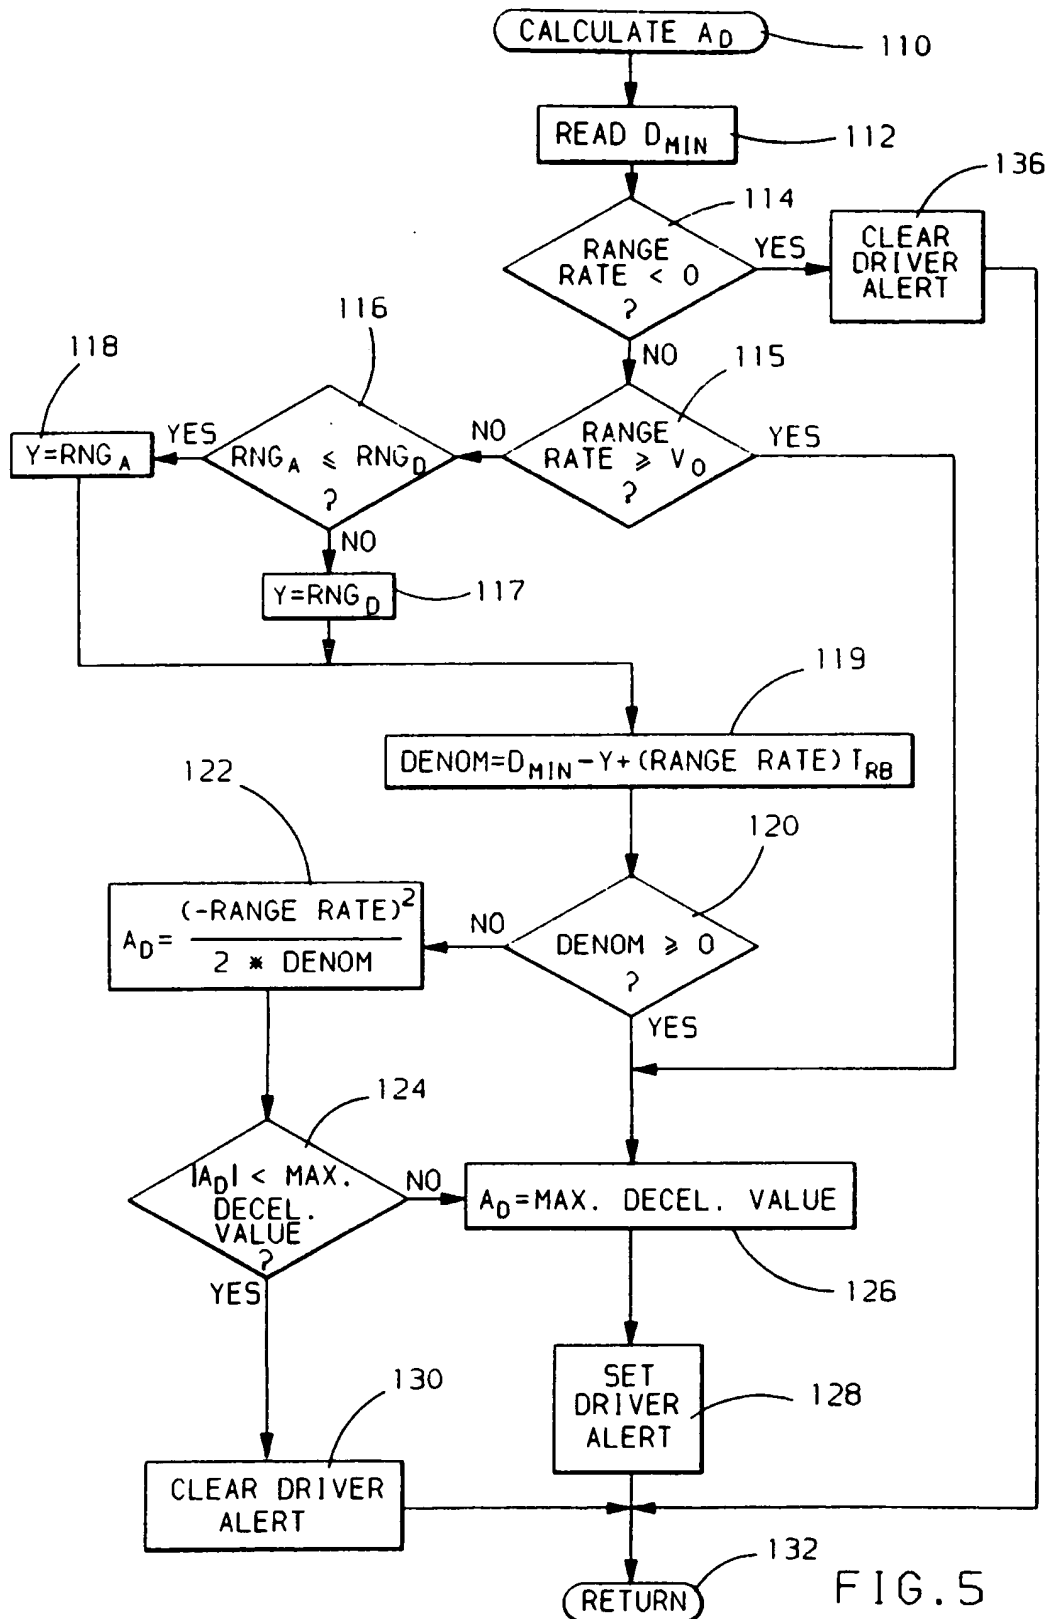 CALCULATE A_D
110
READ D_MIN
112
136
114
RANGE
RATE < 0
?
YES
CLEAR
DRIVER
ALERT
NO
116
118
115
RANGE
RATE ≥ V_0
?
YES
NO
RNG_A ≤ RNG_D
?
YES
Y=RNG_A
NO
Y=RNG_D
117
119
DENOM=D_MIN-Y+(RANGE RATE)T_RB
122
120
A_D=
(-RANGE RATE)^2
2 * DENOM
NO
DENOM ≥ 0
?
YES
124
|A_D| < MAX.
DECEL.
VALUE
?
NO
A_D=MAX. DECEL. VALUE
YES
126
130
SET
DRIVER
ALERT
128
CLEAR DRIVER
ALERT
132
RETURN
FIG.5